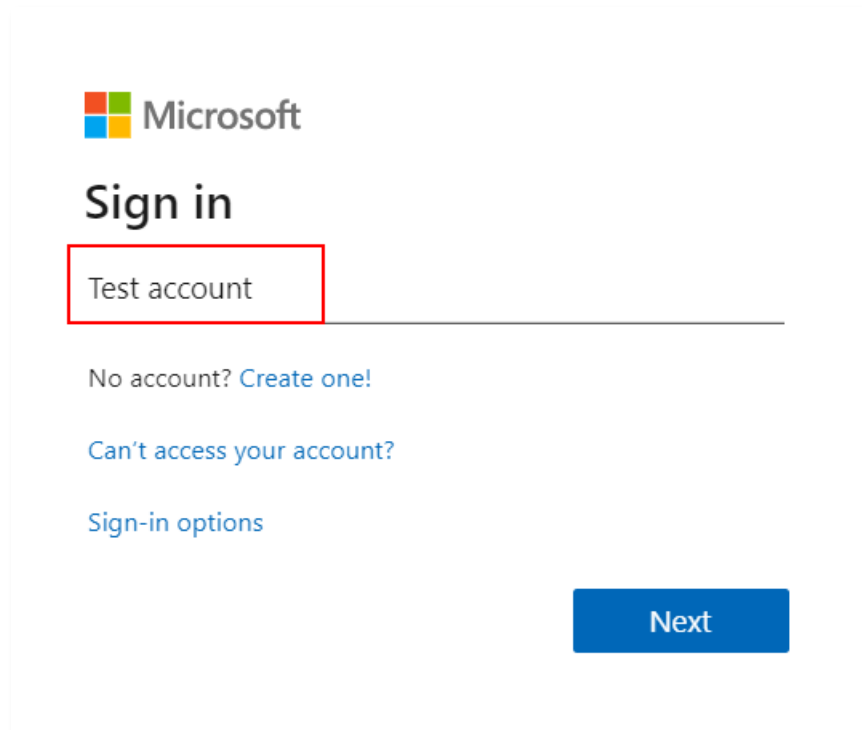 Microsoft
Sign in
Test account
No account? Create one!
Can’t access your account?
Sign-in options
Next